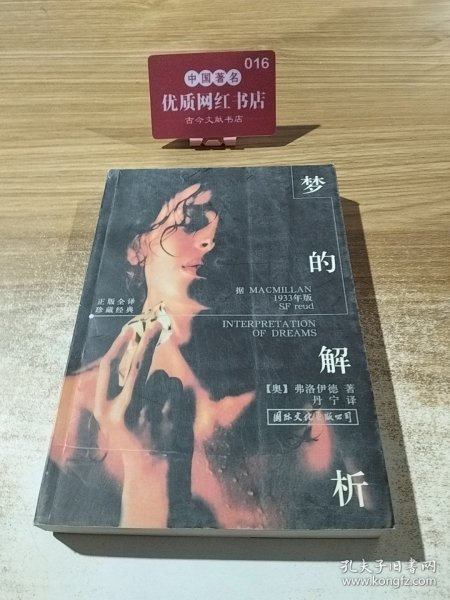 016
中国著名
优质网红书店
古今文献书店
梦
的
解
析
据 MACMILLAN
1933年版
SF reud
正版全译
珍藏经典
INTERPRETATION
OF DREAMS
【奥】弗洛伊德 著
丹宁 译
国际文化出版公司
孔夫子旧书网
www.kongfz.com